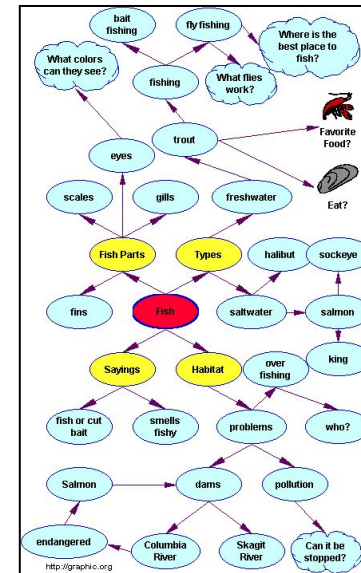 bait
fishing
fly fishing
Where is the
best place to
fish?
What colors
can they see?
fishing
What flies
work?
eyes
trout
Favorite
Food?
scales
gills
freshwater
Eat?
Fish Parts
Types
halibut
sockeye
fins
Fish
saltwater
salmon
Sayings
Habitat
over
fishing
king
fish or cut
bait
smells
fishy
problems
who?
Salmon
dams
pollution
endangered
Columbia
River
Skagit
River
Can it be
stopped?
http://graphic.org